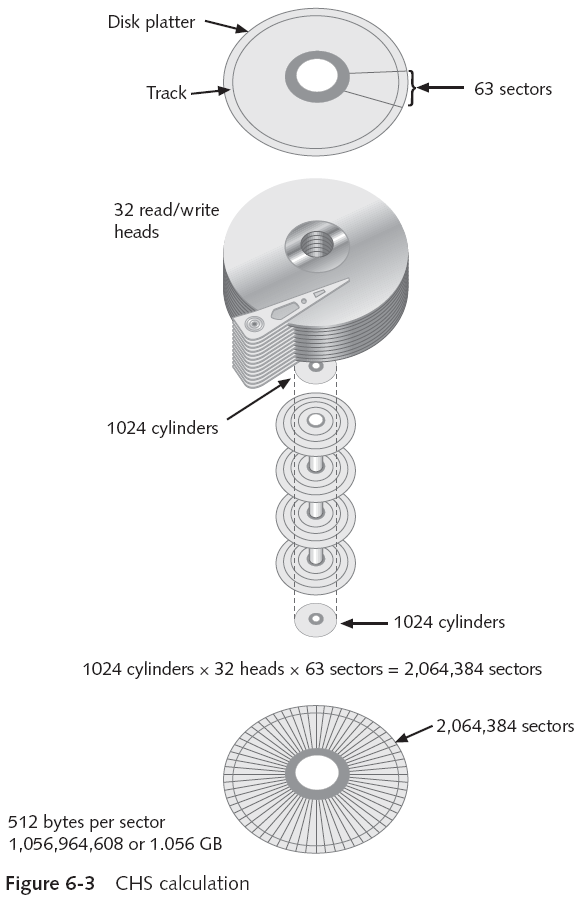 Disk platter
Track
63 sectors
32 read/write
heads
1024 cylinders
1024 cylinders
1024 cylinders × 32 heads × 63 sectors = 2,064,384 sectors
2,064,384 sectors
512 bytes per sector
1,056,964,608 or 1.056 GB
Figure 6-3 CHS calculation